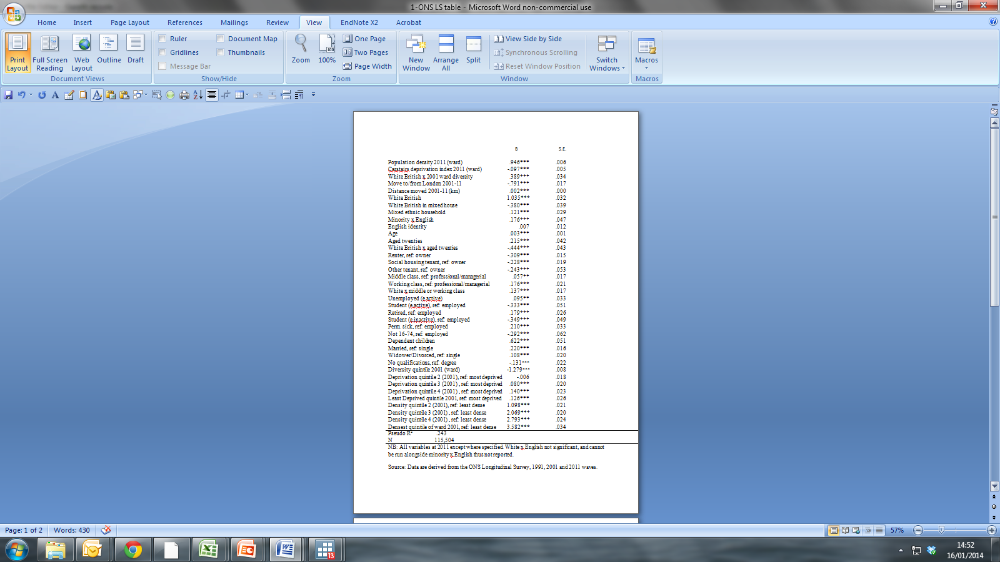 1-ONS LS table - Microsoft Word non-commercial use
Home Insert Page Layout References Mailings Review View EndNote X2 Acrobat
Print Layout Full Screen Reading Web Layout Outline Draft
Document Views
Ruler Document Map
Gridlines Thumbnails
Message Bar
Show/Hide
Zoom 100% One Page
Two Pages
Page Width
Zoom
New Window Arrange All Split
View Side by Side
Synchronous Scrolling
Reset Window Position
Switch Windows
Window
Macros
Macros
B S.E.
Population density 2011 (ward) .946*** .006
Carstairs deprivation index 2011 (ward) -.097*** .005
White British x 2001 ward diversity .389*** .034
Move to/from London 2001-11 -.791*** .017
Distance moved 2001-11 (km) .002*** .000
White British 1.035*** .032
White British in mixed house -.380*** .039
Mixed ethnic household .121*** .029
Minority x English .176*** .047
English identity .007 .012
Age .003*** .001
Aged twenties .215*** .042
White British x aged twenties -.444*** .043
Renter, ref: owner -.309*** .015
Social housing tenant, ref: owner -.228*** .019
Other tenant, ref: owner -.243*** .053
Middle class, ref: professional/managerial .057** .017
Working class, ref: professional/managerial .176*** .021
White x middle or working class .137*** .017
Unemployed (e.active) .095** .033
Student (e.active), ref: employed -.333*** .051
Retired, ref: employed .179*** .026
Student (e.inactive), ref: employed -.349*** .049
Perm. sick, ref: employed .210*** .033
Not 16-74, ref: employed -.292*** .062
Dependent children .622*** .051
Married, ref: single .220*** .016
Widower/Divorced, ref: single .108*** .020
No qualifications, ref: degree -.131*** .022
Diversity quintile 2001 (ward) -1.279*** .008
Deprivation quintile 2 (2001), ref: most deprived -.006 .018
Deprivation quintile 3 (2001) , ref: most deprived .080*** .020
Deprivation quintile 4 (2001) , ref: most deprived .140*** .023
Least Deprived quintile 2001, ref: most deprived .126*** .026
Density quintile 2 (2001), ref: least dense 1.098*** .021
Density quintile 3 (2001) , ref: least dense 2.069*** .020
Density quintile 4 (2001) , ref: least dense 2.793*** .024
Densest quintile of ward 2001, ref: least dense 3.582*** .034
Pseudo R² .243
N 115,504
NB: All variables at 2011 except where specified. White x English not significant, and cannot
be run alongside minority x English thus not reported.
Source: Data are derived from the ONS Longitudinal Survey, 1991, 2001 and 2011 waves.
Page: 1 of 2 Words: 430 57%
13
14:52
16/01/2014